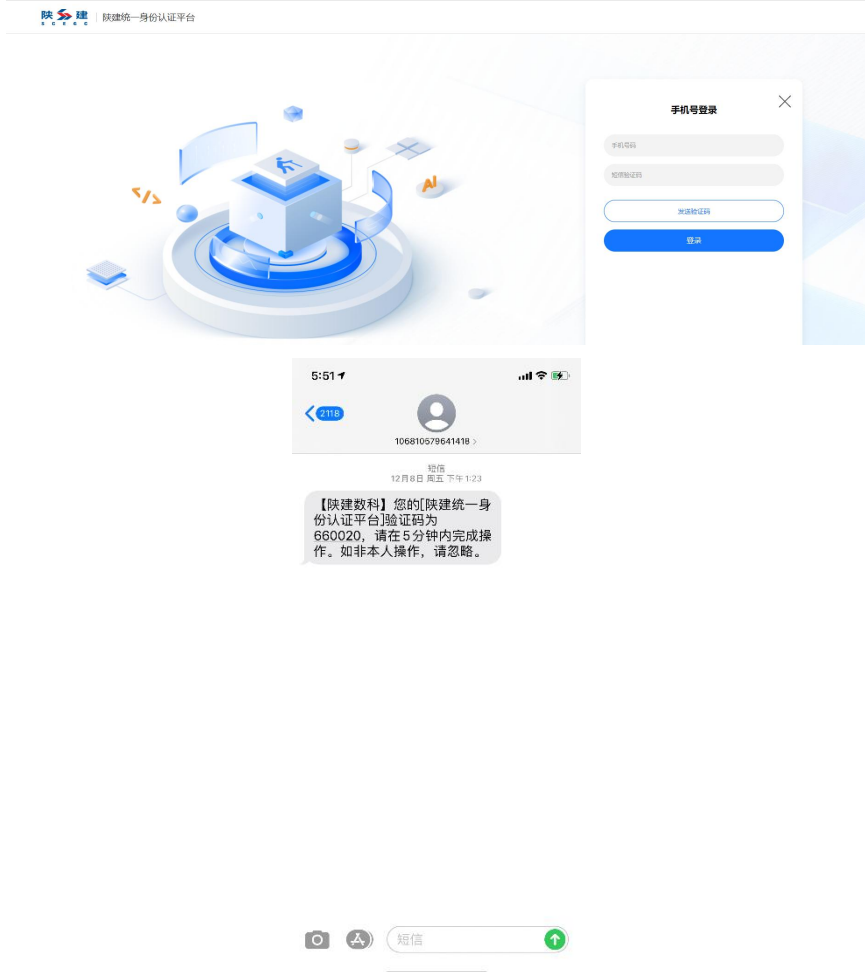 陕建 陕建统一身份认证平台
SCEGC
手机号登录
手机号码
短信验证码
发送验证码
登录
</>
AI
5:51
2118
106810579641418
短信
12月8日 周五 下午1:23
【陕建数科】您的[陕建统一身
份认证平台]验证码为
660020，请在5分钟内完成操
作。如非本人操作，请忽略。
短信